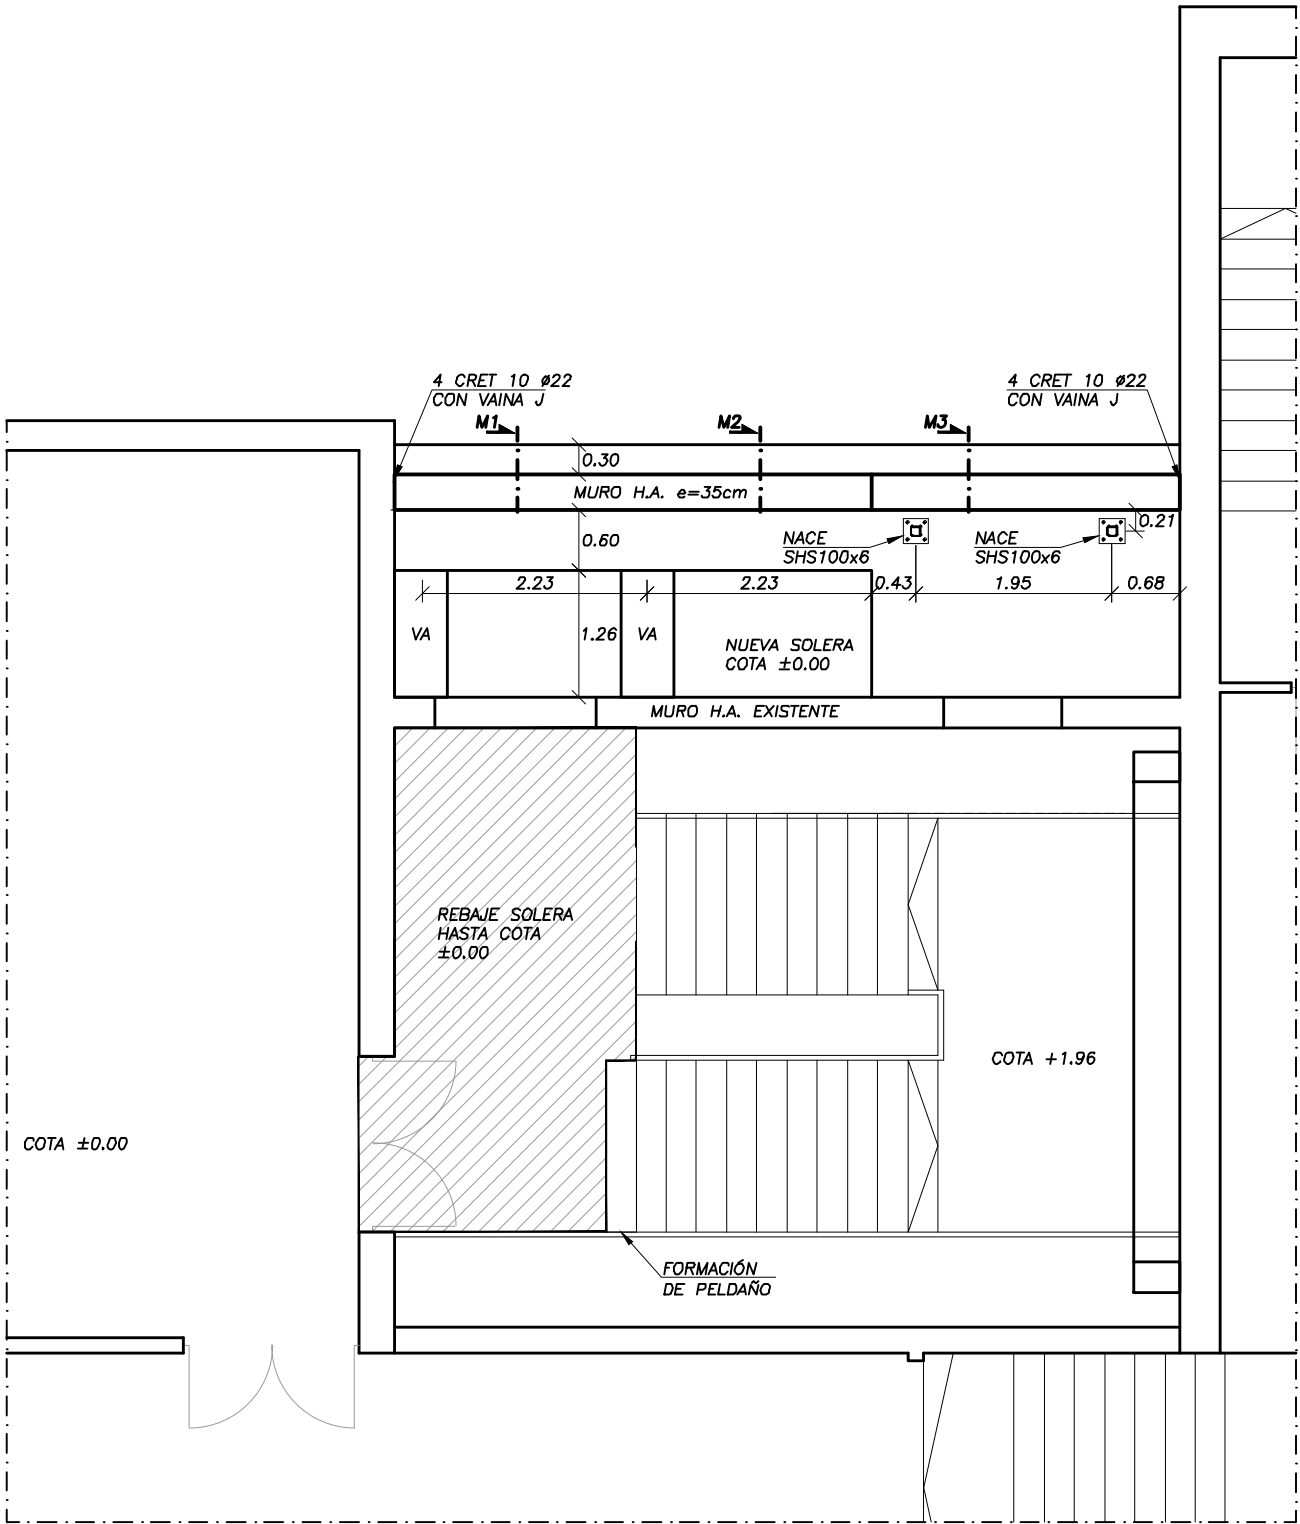 4 CRET 10 ø22
CON VAINA J
4 CRET 10 ø22
CON VAINA J
M1
M2
M3
0.30
MURO H.A. e=35cm
0.21
0.60
NACE
SHS100x6
NACE
SHS100x6
2.23
2.23
0.43
1.95
0.68
VA
1.26
VA
NUEVA SOLERA
COTA ±0.00
MURO H.A. EXISTENTE
REBAJE SOLERA
HASTA COTA
±0.00
COTA +1.96
COTA ±0.00
FORMACIÓN
DE PELDAÑO